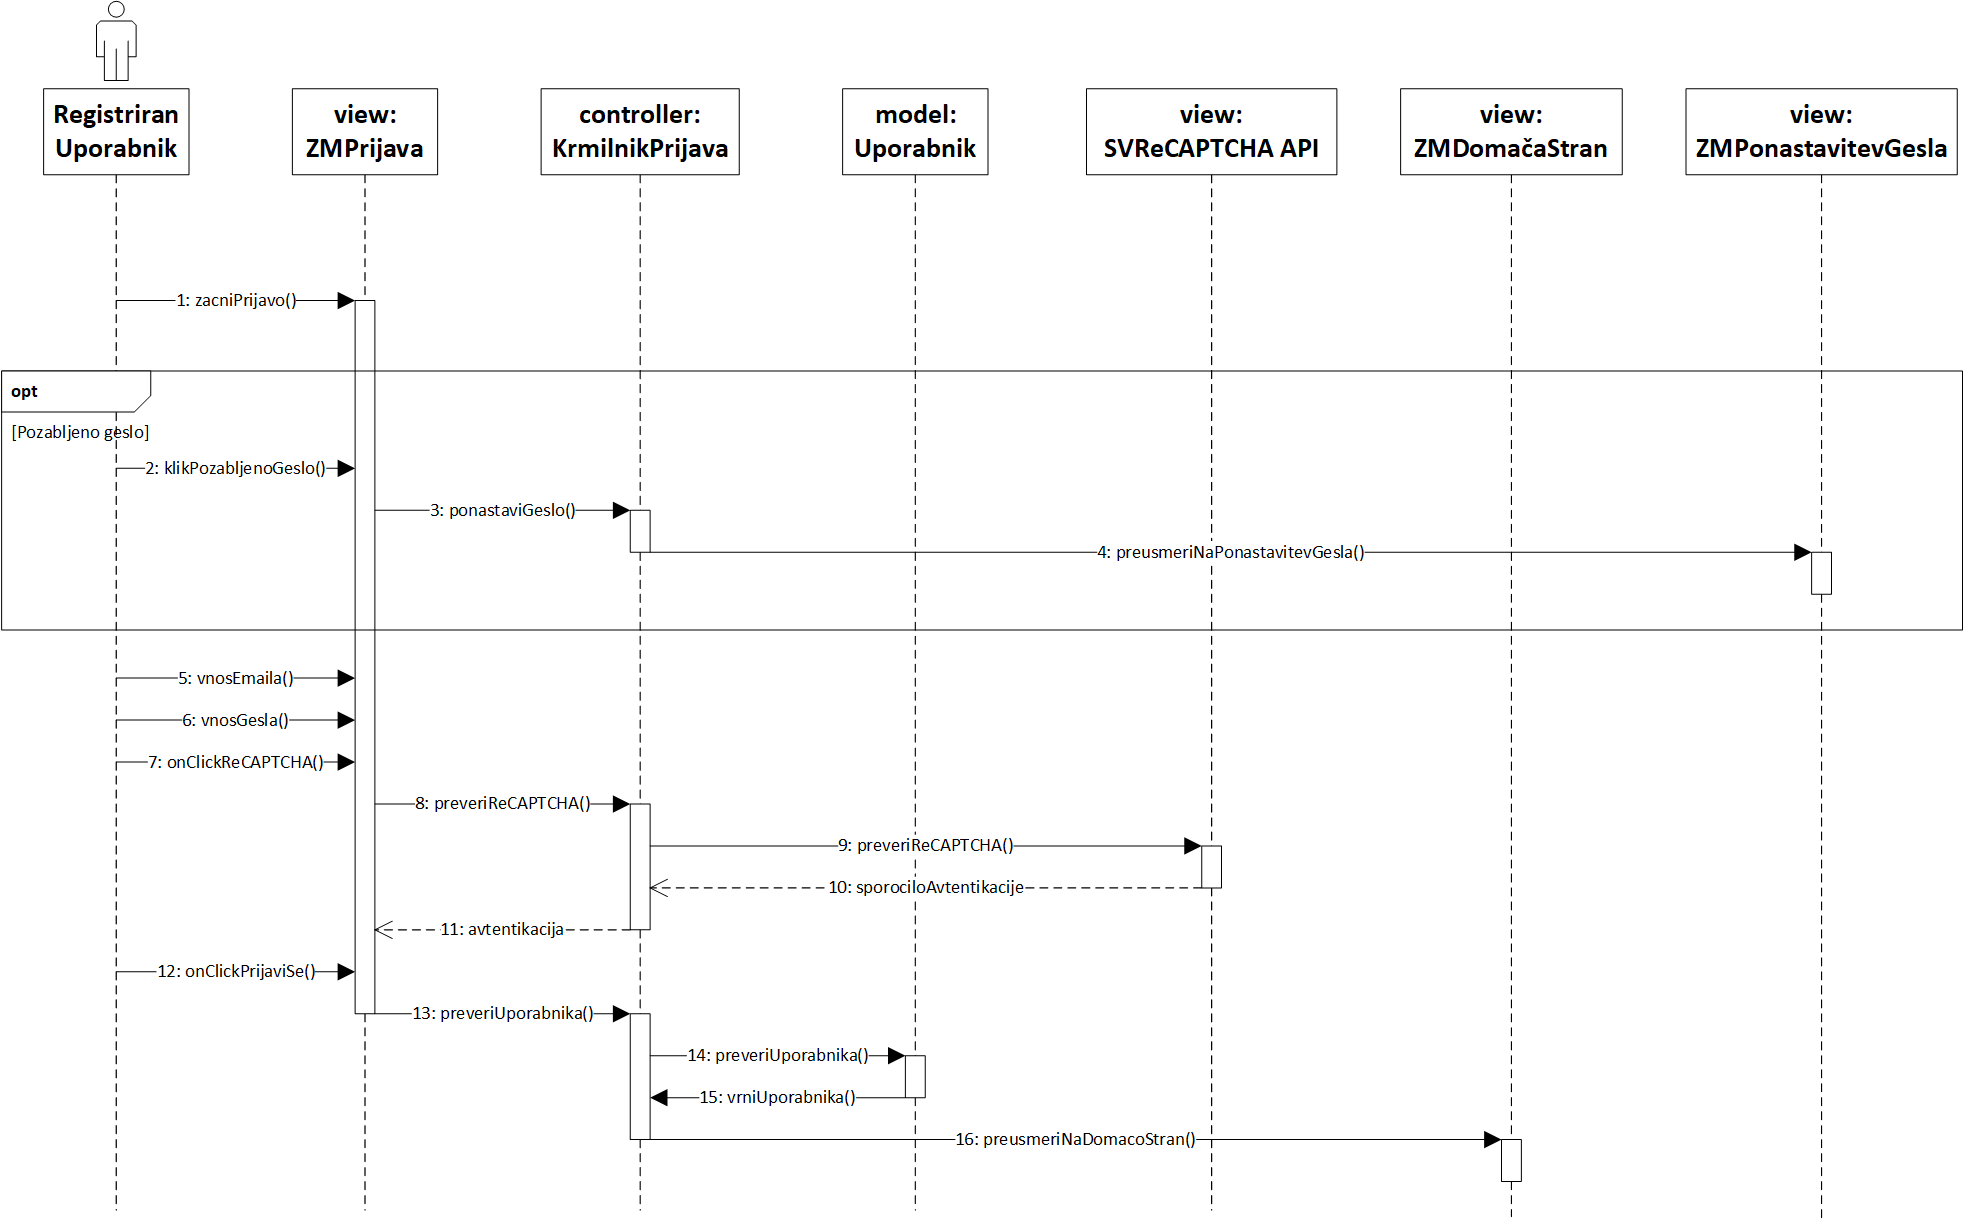 Registriran
Uporabnik
view:
ZMPrijava
controller:
KrmilnikPrijava
model:
Uporabnik
view:
SVReCAPTCHA API
view:
ZMDomačaStran
view:
ZMPonastavitevGesla
1: zacniPrijavo()
opt
[Pozabljeno geslo]
2: klikPozabljenoGeslo()
3: ponastaviGeslo()
4: preusmeriNaPonastavitevGesla()
5: vnosEmaila()
6: vnosGesla()
7: onClickReCAPTCHA()
8: preveriReCAPTCHA()
9: preveriReCAPTCHA()
10: sporociloAvtentikacije
11: avtentikacija
12: onClickPrijaviSe()
13: preveriUporabnika()
14: preveriUporabnika()
15: vrniUporabnika()
16: preusmeriNaDomacoStran()